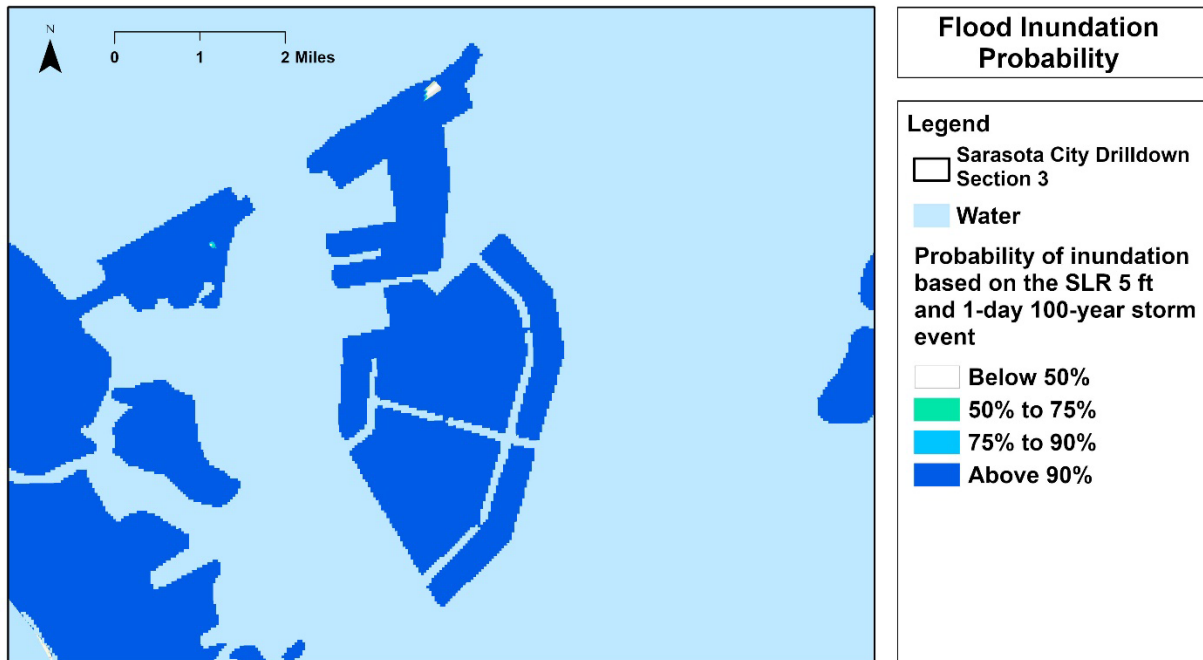 N
0 1 2 Miles
Flood Inundation
Probability
Legend
Sarasota City Drilldown
Section 3
Water
Probability of inundation
based on the SLR 5 ft
and 1-day 100-year storm
event
Below 50%
50% to 75%
75% to 90%
Above 90%